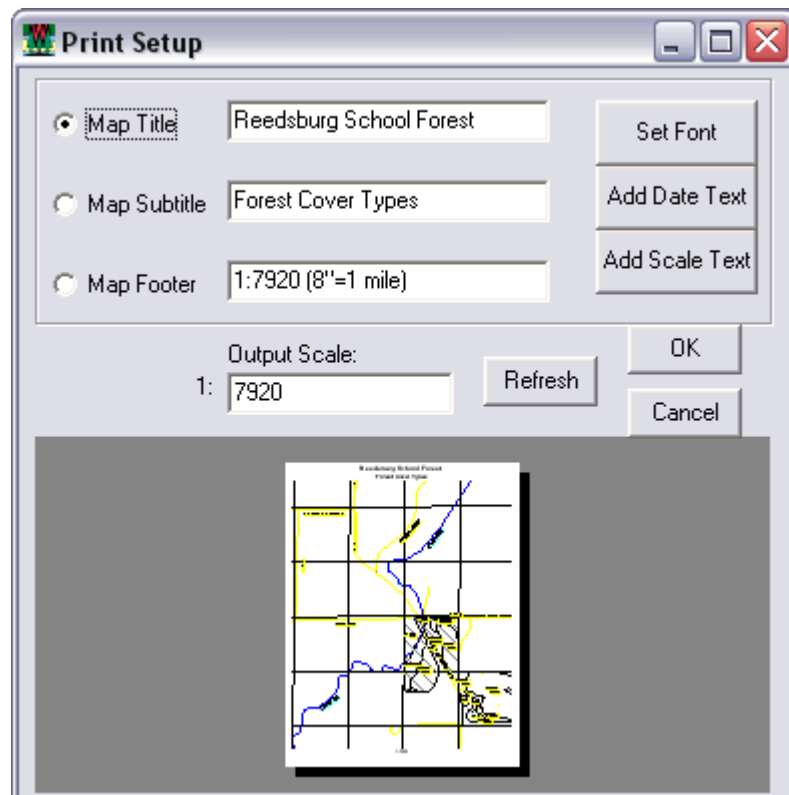 Print Setup
Map Title
Reedsburg School Forest
Set Font
Map Subtitle
Forest Cover Types
Add Date Text
Map Footer
1:7920 (8"=1 mile)
Add Scale Text
Output Scale:
1:
7920
Refresh
OK
Cancel
Reedsburg School Forest
Forest Cover Types